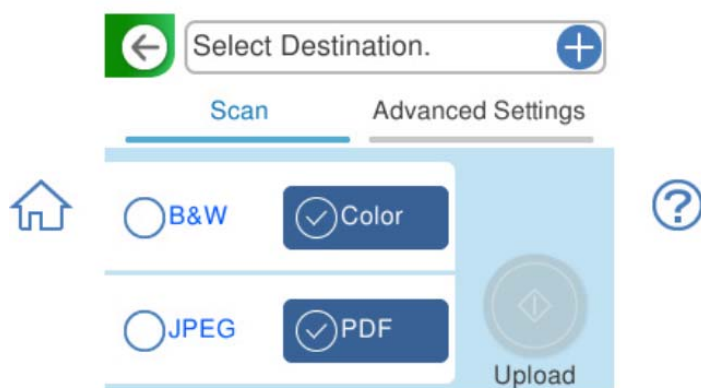 Select Destination.
Scan Advanced Settings
B&W Color
JPEG PDF
Upload